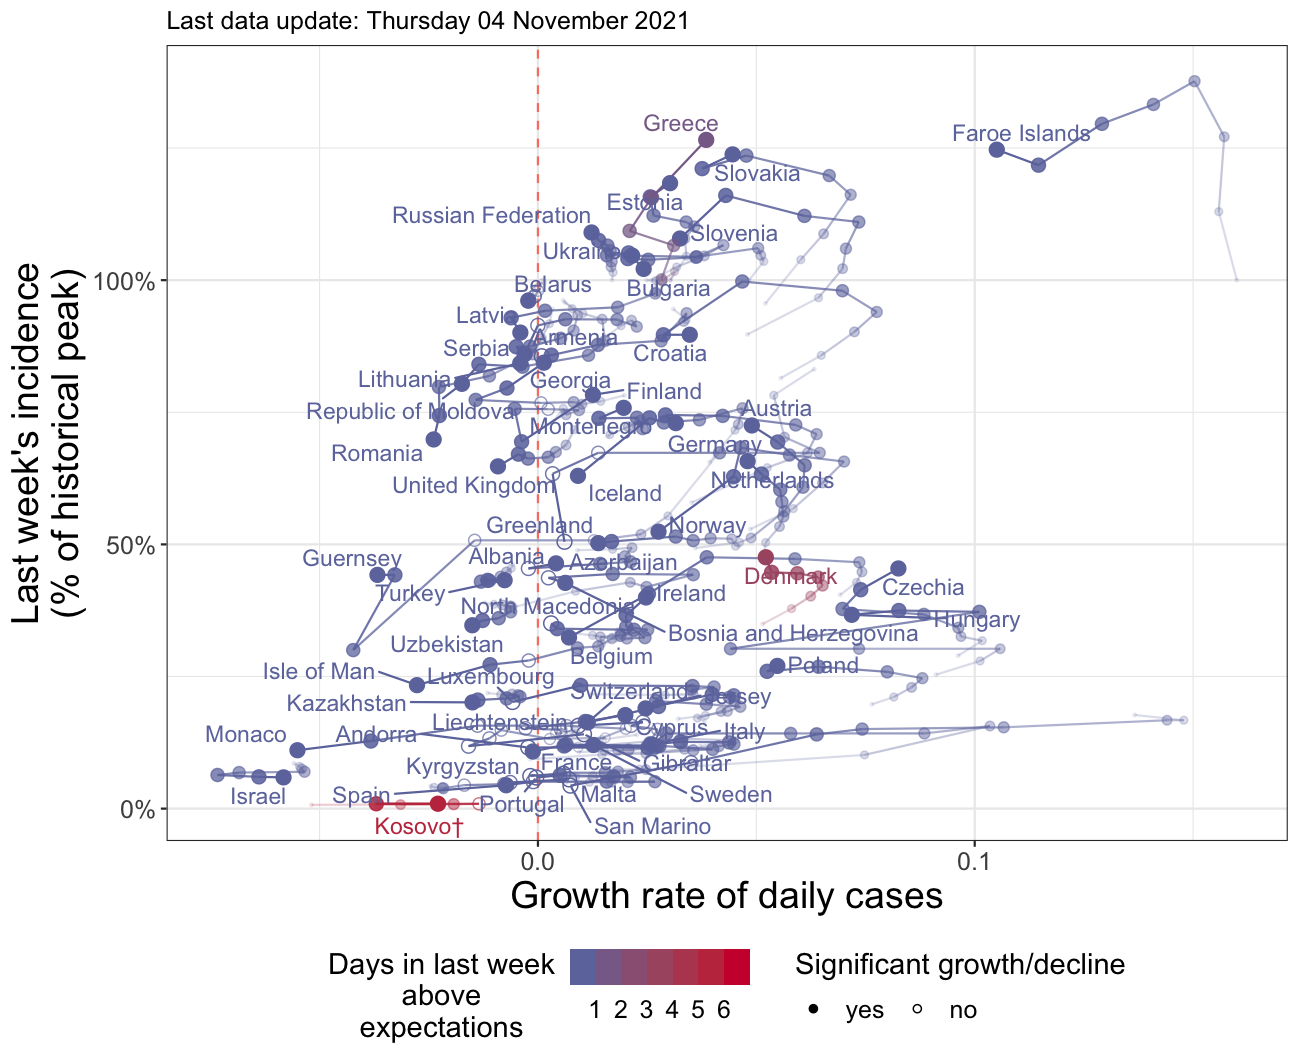 Last data update: Thursday 04 November 2021
Last week's incidence
(% of historical peak)
100%
50%
0%
Greece
Faroe Islands
Slovakia
Estonia
Russian Federation
Slovenia
Ukraine
Belarus
Bulgaria
Latvia
Armenia
Serbia
Croatia
Lithuania
Georgia
Finland
Republic of Moldova
Austria
Montenegro
Germany
Romania
Netherlands
United Kingdom
Iceland
Greenland
Norway
Guernsey
Albania
Azerbaijan
Denmark
Czechia
Turkey
Ireland
North Macedonia
Hungary
Bosnia and Herzegovina
Uzbekistan
Belgium
Poland
Isle of Man
Luxembourg
Switzerland
Jersey
Kazakhstan
Liechtenstein
Cyprus
Italy
Monaco
Andorra
France
Gibraltar
Kyrgyzstan
Israel
Spain
Portugal
Malta
Sweden
Kosovo†
San Marino
0.0
0.1
Growth rate of daily cases
Days in last week
above
expectations
1 2 3 4 5 6
Significant growth/decline
yes
no